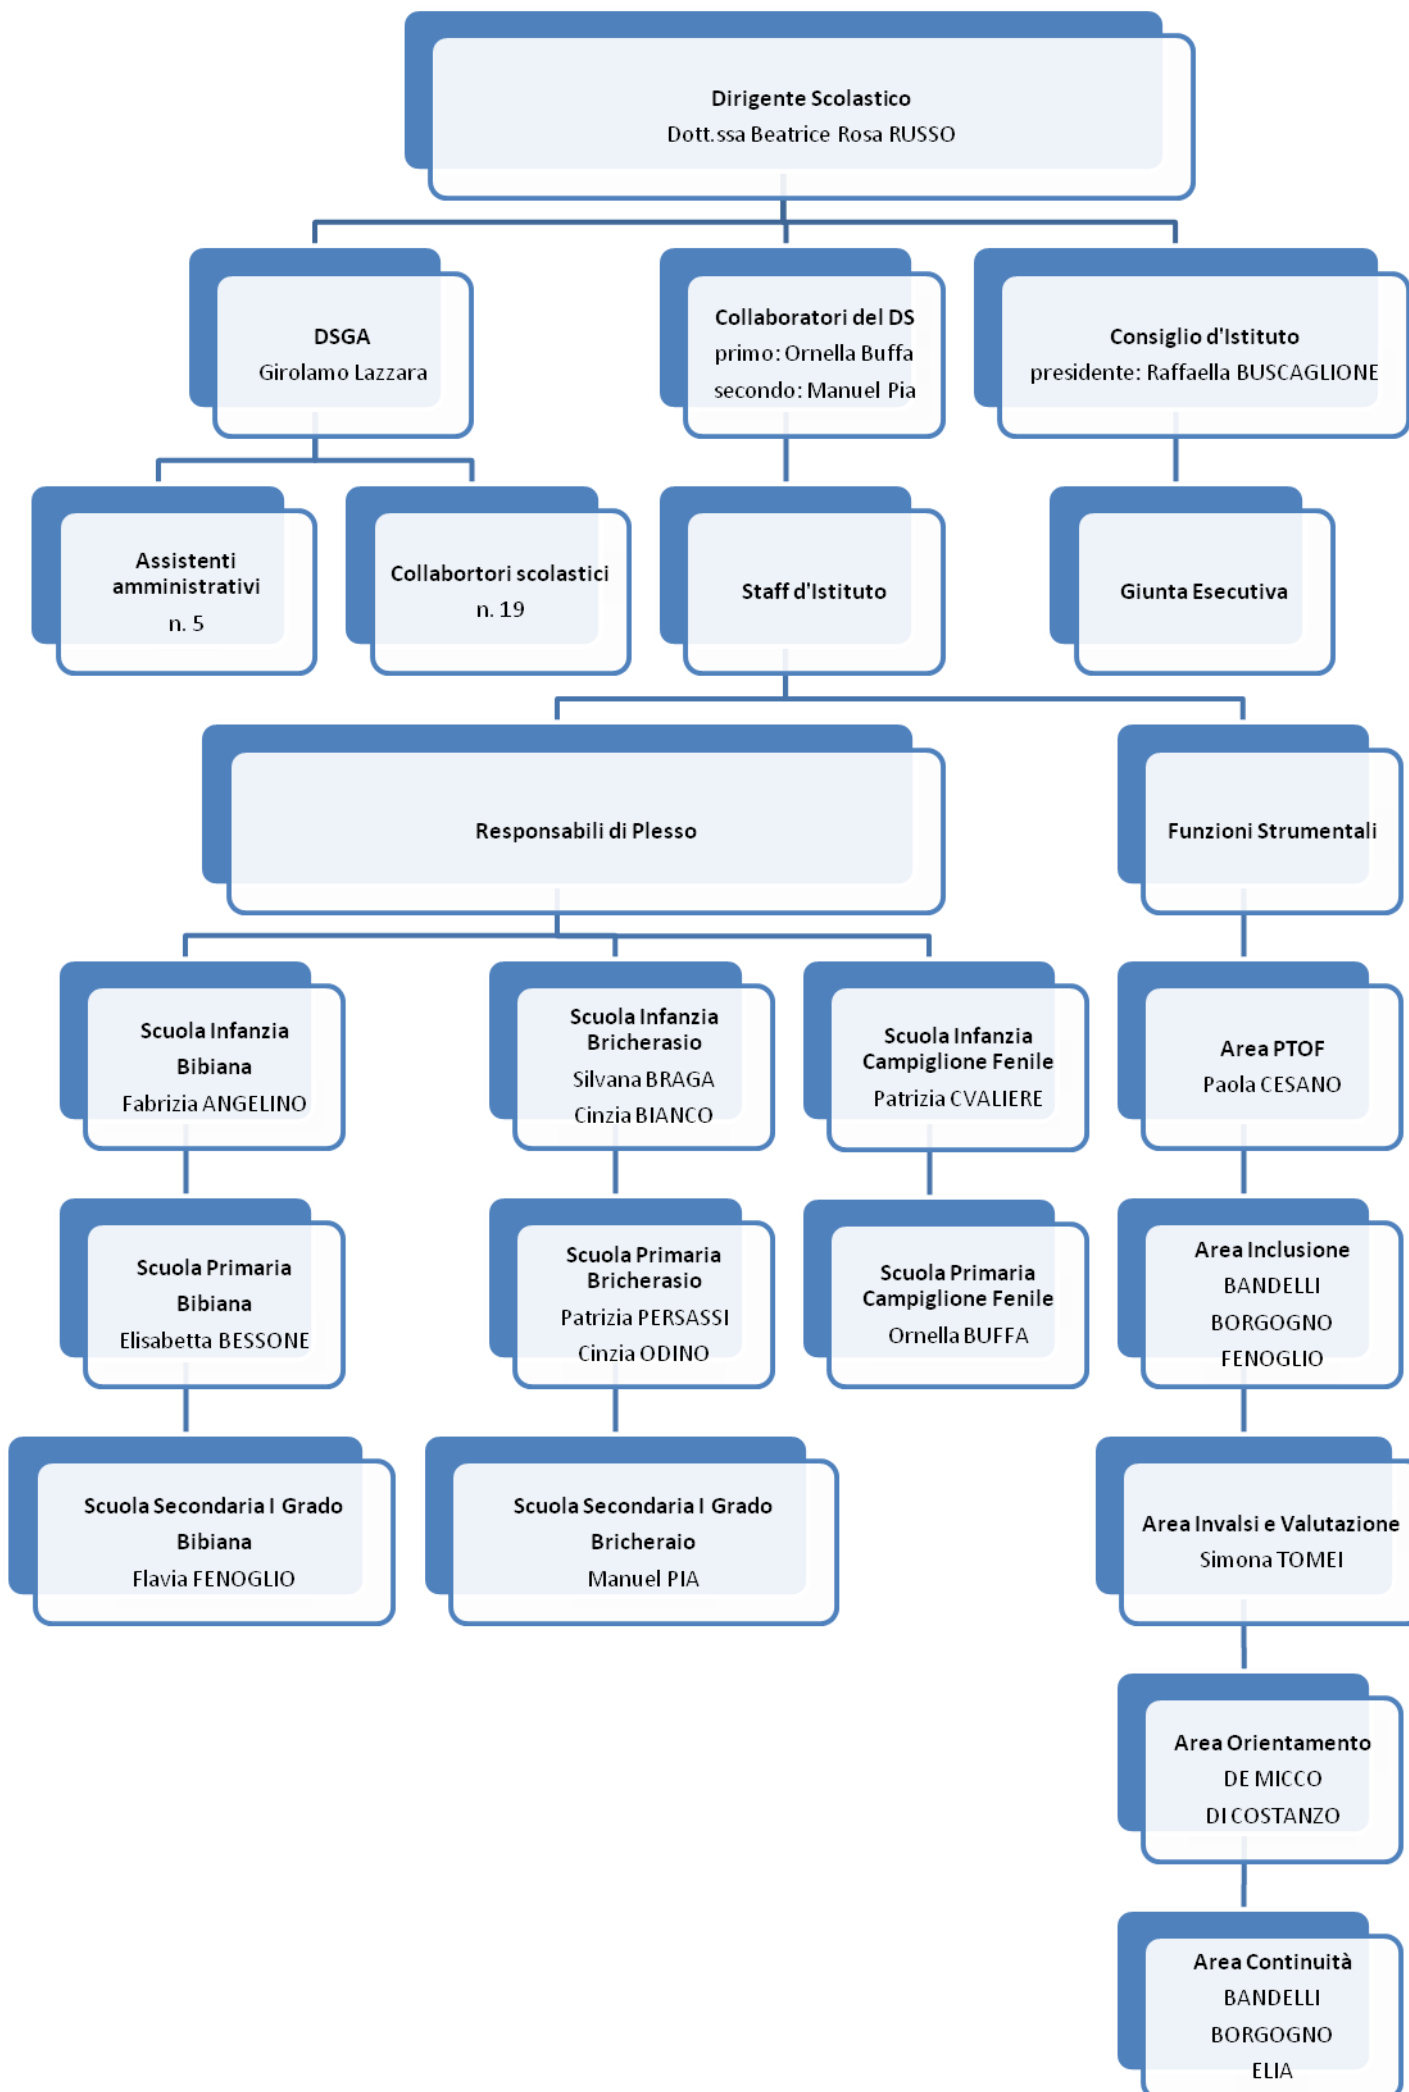 Dirigente Scolastico
Dott.ssa Beatrice Rosa RUSSO
DSGA
Girolamo Lazzara
Collaboratori del DS
primo: Ornella Buffa
secondo: Manuel Pia
Consiglio d'Istituto
presidente: Raffaella BUSCAGLIONE
Assistenti
amministrativi
n. 5
Collabortori scolastici
n. 19
Staff d'Istituto
Giunta Esecutiva
Responsabili di Plesso
Funzioni Strumentali
Scuola Infanzia
Bibiana
Fabrizia ANGELINO
Scuola Infanzia
Bricherasio
Silvana BRAGA
Cinzia BIANCO
Scuola Infanzia
Campiglione Fenile
Patrizia CVALIERE
Area PTOF
Paola CESANO
Scuola Primaria
Bibiana
Elisabetta BESSONE
Scuola Primaria
Bricherasio
Patrizia PERSASSI
Cinzia ODINO
Scuola Primaria
Campiglione Fenile
Ornella BUFFA
Area Inclusione
BANDELLI
BORGOGNO
FENOGLIO
Scuola Secondaria I Grado
Bibiana
Flavia FENOGLIO
Scuola Secondaria I Grado
Bricheraio
Manuel PIA
Area Invalsi e Valutazione
Simona TOMEI
Area Orientamento
DE MICCO
DI COSTANZO
Area Continuità
BANDELLI
BORGOGNO
ELIA